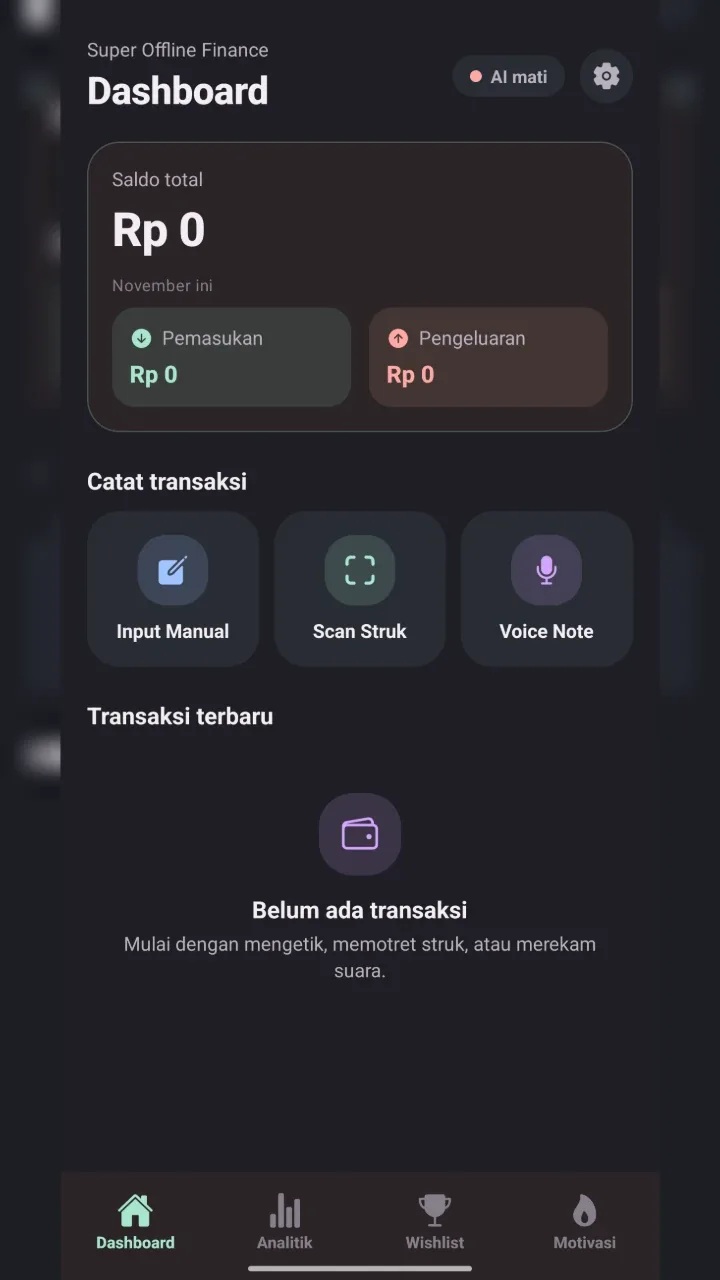 Super Offline Finance
Dashboard
AI mati
Saldo total
Rp 0
November ini
Pemasukan
Rp 0
Pengeluaran
Rp 0
Catat transaksi
Input Manual
Scan Struk
Voice Note
Transaksi terbaru
Belum ada transaksi
Mulai dengan mengetik, memotret struk, atau merekam
suara.
Dashboard
Analitik
Wishlist
Motivasi